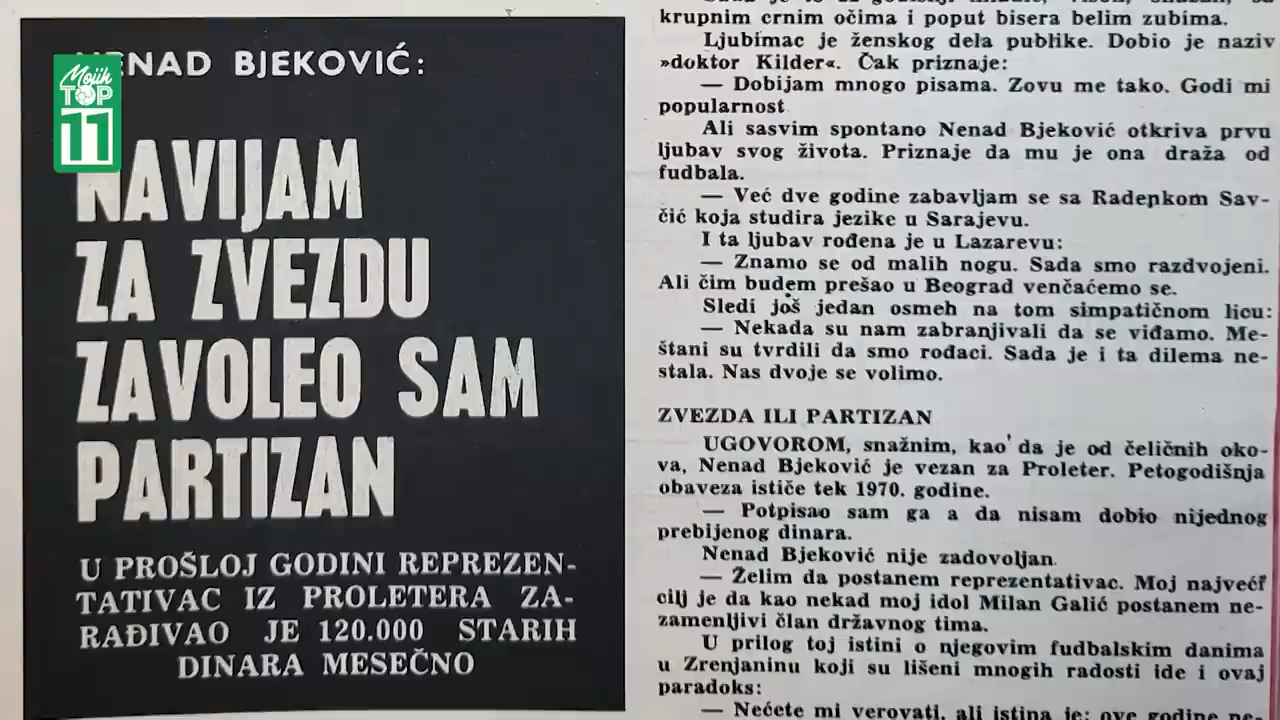 Mojih
TOP
11
NENAD BJEKOVIĆ:
NAVIJAM
ZA ZVEZDU
ZAVOLEO SAM
PARTIZAN
U PROŠLOJ GODINI REPREZEN-
TATIVAC IZ PROLETERA ZA-
RAĐIVAO JE 120.000 STARIH
DINARA MESEČNO
krupnim crnim očima i poput bisera belim zubima.
Ljubimac je ženskog dela publike. Dobio je naziv
»doktor Kilder«. Čak priznaje:
— Dobijam mnogo pisama. Zovu me tako. Godi mi
popularnost
Ali sasvim spontano Nenad Bjeković otkriva prvu
ljubav svog života. Priznaje da mu je ona draža od
fudbala.
— Već dve godine zabavljam se sa Radepkom Sav-
čić koja studira jezike u Sarajevu.
I ta ljubav rođena je u Lazarevu:
— Znamo se od malih nogu. Sada smo razdvojeni.
Ali čim budem prešao u Beograd venčaćemo se.
Sledi još jedan osmeh na tom simpatičnom licu:
— Nekada su nam zabranjivali da se viđamo. Me-
štani su tvrdili da smo rođaci. Sada je i ta dilema ne-
stala. Nas dvoje se volimo.
ZVEZDA ILI PARTIZAN
UGOVOROM, snažnim, kao da je od čeličnih oko-
va, Nenad Bjeković je vezan za Proleter. Petogodišnja
obaveza ističe tek 1970. godine.
— Potpisao sam ga a da nisam dobio nijednog
prebijenog dinara.
Nenad Bjeković nije zadovoljan.
— Želim da postanem reprezentativac. Moj najveći
cilj je da kao nekad moj idol Milan Galić postanem ne-
zamenljivi član državnog tima.
U prilog toj istini o njegovim fudbalskim danima
u Zrenjaninu koji su lišeni mnogih radosti ide i ovaj
paradoks:
— Nećete mi verovati, ali istina je: ove godine ne-